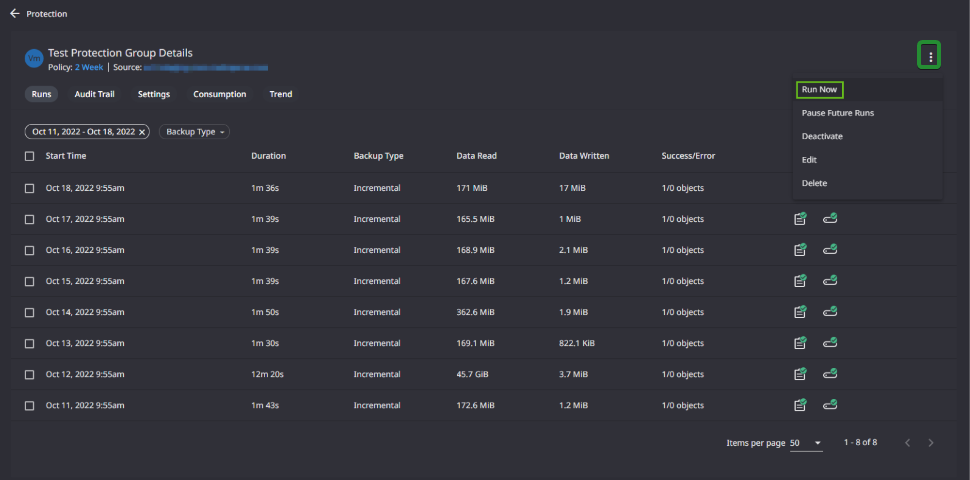 Protection
Vm
Test Protection Group Details
Policy: 2 Week | Source:
Runs Audit Trail Settings Consumption Trend
Run Now
Pause Future Runs
Deactivate
Edit
Delete
Oct 11, 2022 - Oct 18, 2022 × Backup Type
Start Time Duration Backup Type Data Read Data Written Success/Error
Oct 18, 2022 9:55am 1m 36s Incremental 171 MiB 17 MiB 1/0 objects
Oct 17, 2022 9:55am 1m 39s Incremental 165.5 MiB 1 MiB 1/0 objects
Oct 16, 2022 9:55am 1m 39s Incremental 168.9 MiB 2.1 MiB 1/0 objects
Oct 15, 2022 9:55am 1m 39s Incremental 167.6 MiB 1.2 MiB 1/0 objects
Oct 14, 2022 9:55am 1m 50s Incremental 362.6 MiB 1.9 MiB 1/0 objects
Oct 13, 2022 9:55am 1m 30s Incremental 169.1 MiB 822.1 KiB 1/0 objects
Oct 12, 2022 9:55am 12m 20s Incremental 45.7 GiB 3.7 MiB 1/0 objects
Oct 11, 2022 9:55am 1m 43s Incremental 172.6 MiB 1.2 MiB 1/0 objects
Items per page 50 1 - 8 of 8